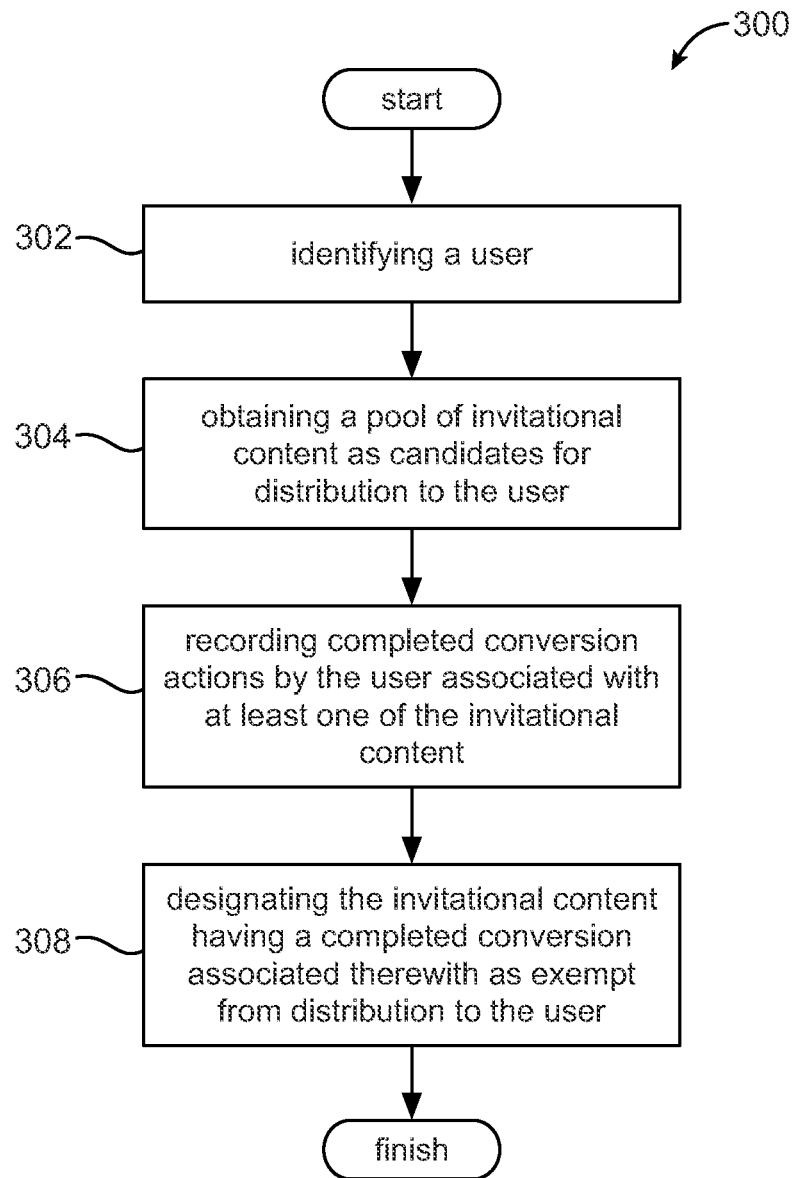 300
start
302
identifying a user
304
obtaining a pool of invitational
content as candidates for
distribution to the user
306
recording completed conversion
actions by the user associated with
at least one of the invitational
content
308
designating the invitational content
having a completed conversion
associated therewith as exempt
from distribution to the user
finish